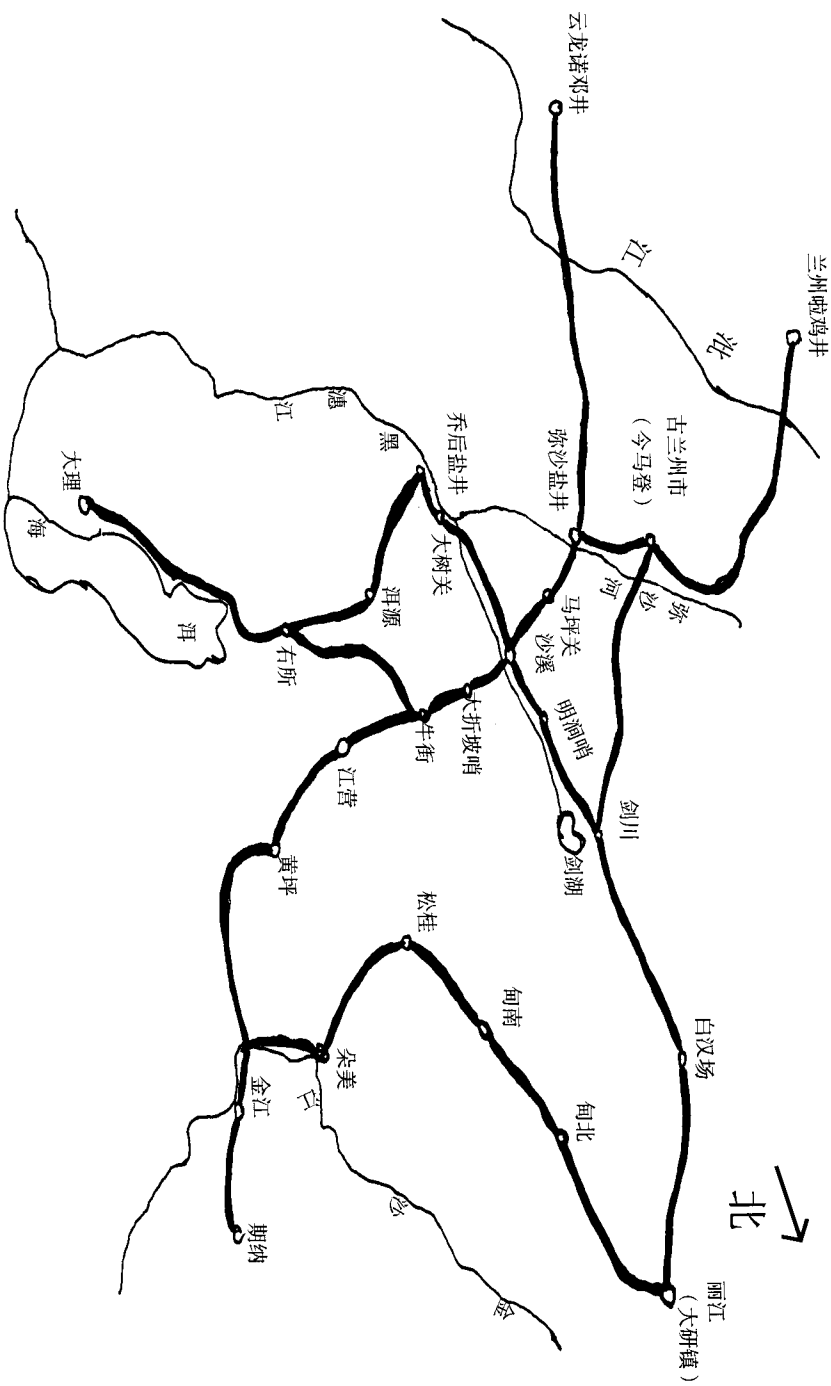 云龙诺邓井
兰州啦鸡井
江
沘
古兰州市
（今马登）
弥沙盐井
乔后盐井
黑
潓
江
大理
海
洱
大树关
洱源
右所
马坪关
沙溪
弥
沙
河
明涧哨
大折坡哨
牛街
江营
黄坪
剑川
剑湖
松桂
甸南
甸北
白汉场
朵美
金江
期纳
金
沙
江
北
丽江
（大研镇）